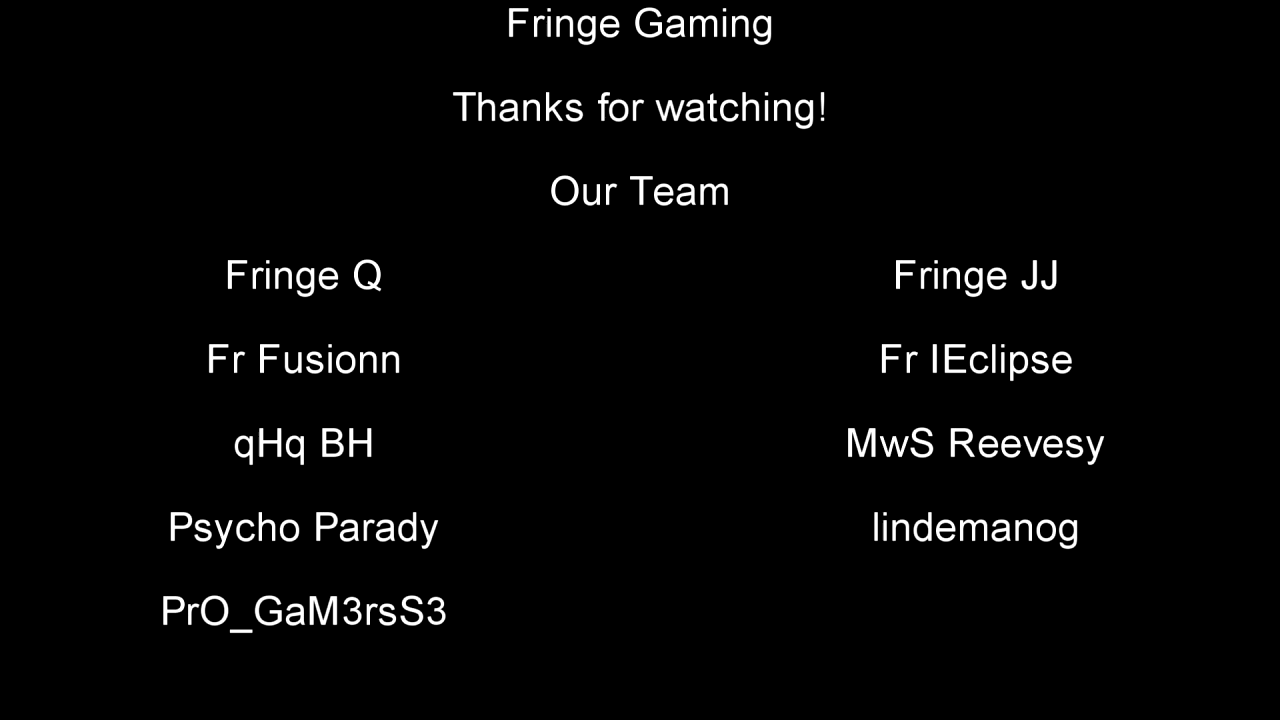 Fringe Gaming
Thanks for watching!
Our Team
Fringe Q
Fringe JJ
Fr Fusionn
Fr IEclipse
qHq BH
MwS Reevesy
Psycho Parady
lindemanog
PrO_GaM3rsS3